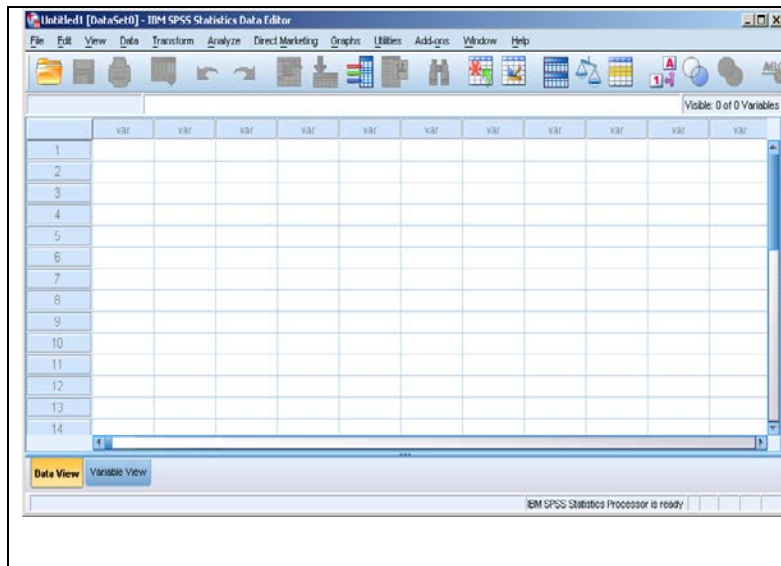 Untitled1 [DataSet0] - IBM SPSS Statistics Data Editor
File Edit View Data Transform Analyze Direct Marketing Graphs Utilities Add-ons Window Help
A
1
ABC
Visible: 0 of 0 Variables
var var var var var var var var var var
1
2
3
4
5
6
7
8
9
10
11
12
13
14
Data View Variable View
IBM SPSS Statistics Processor is ready